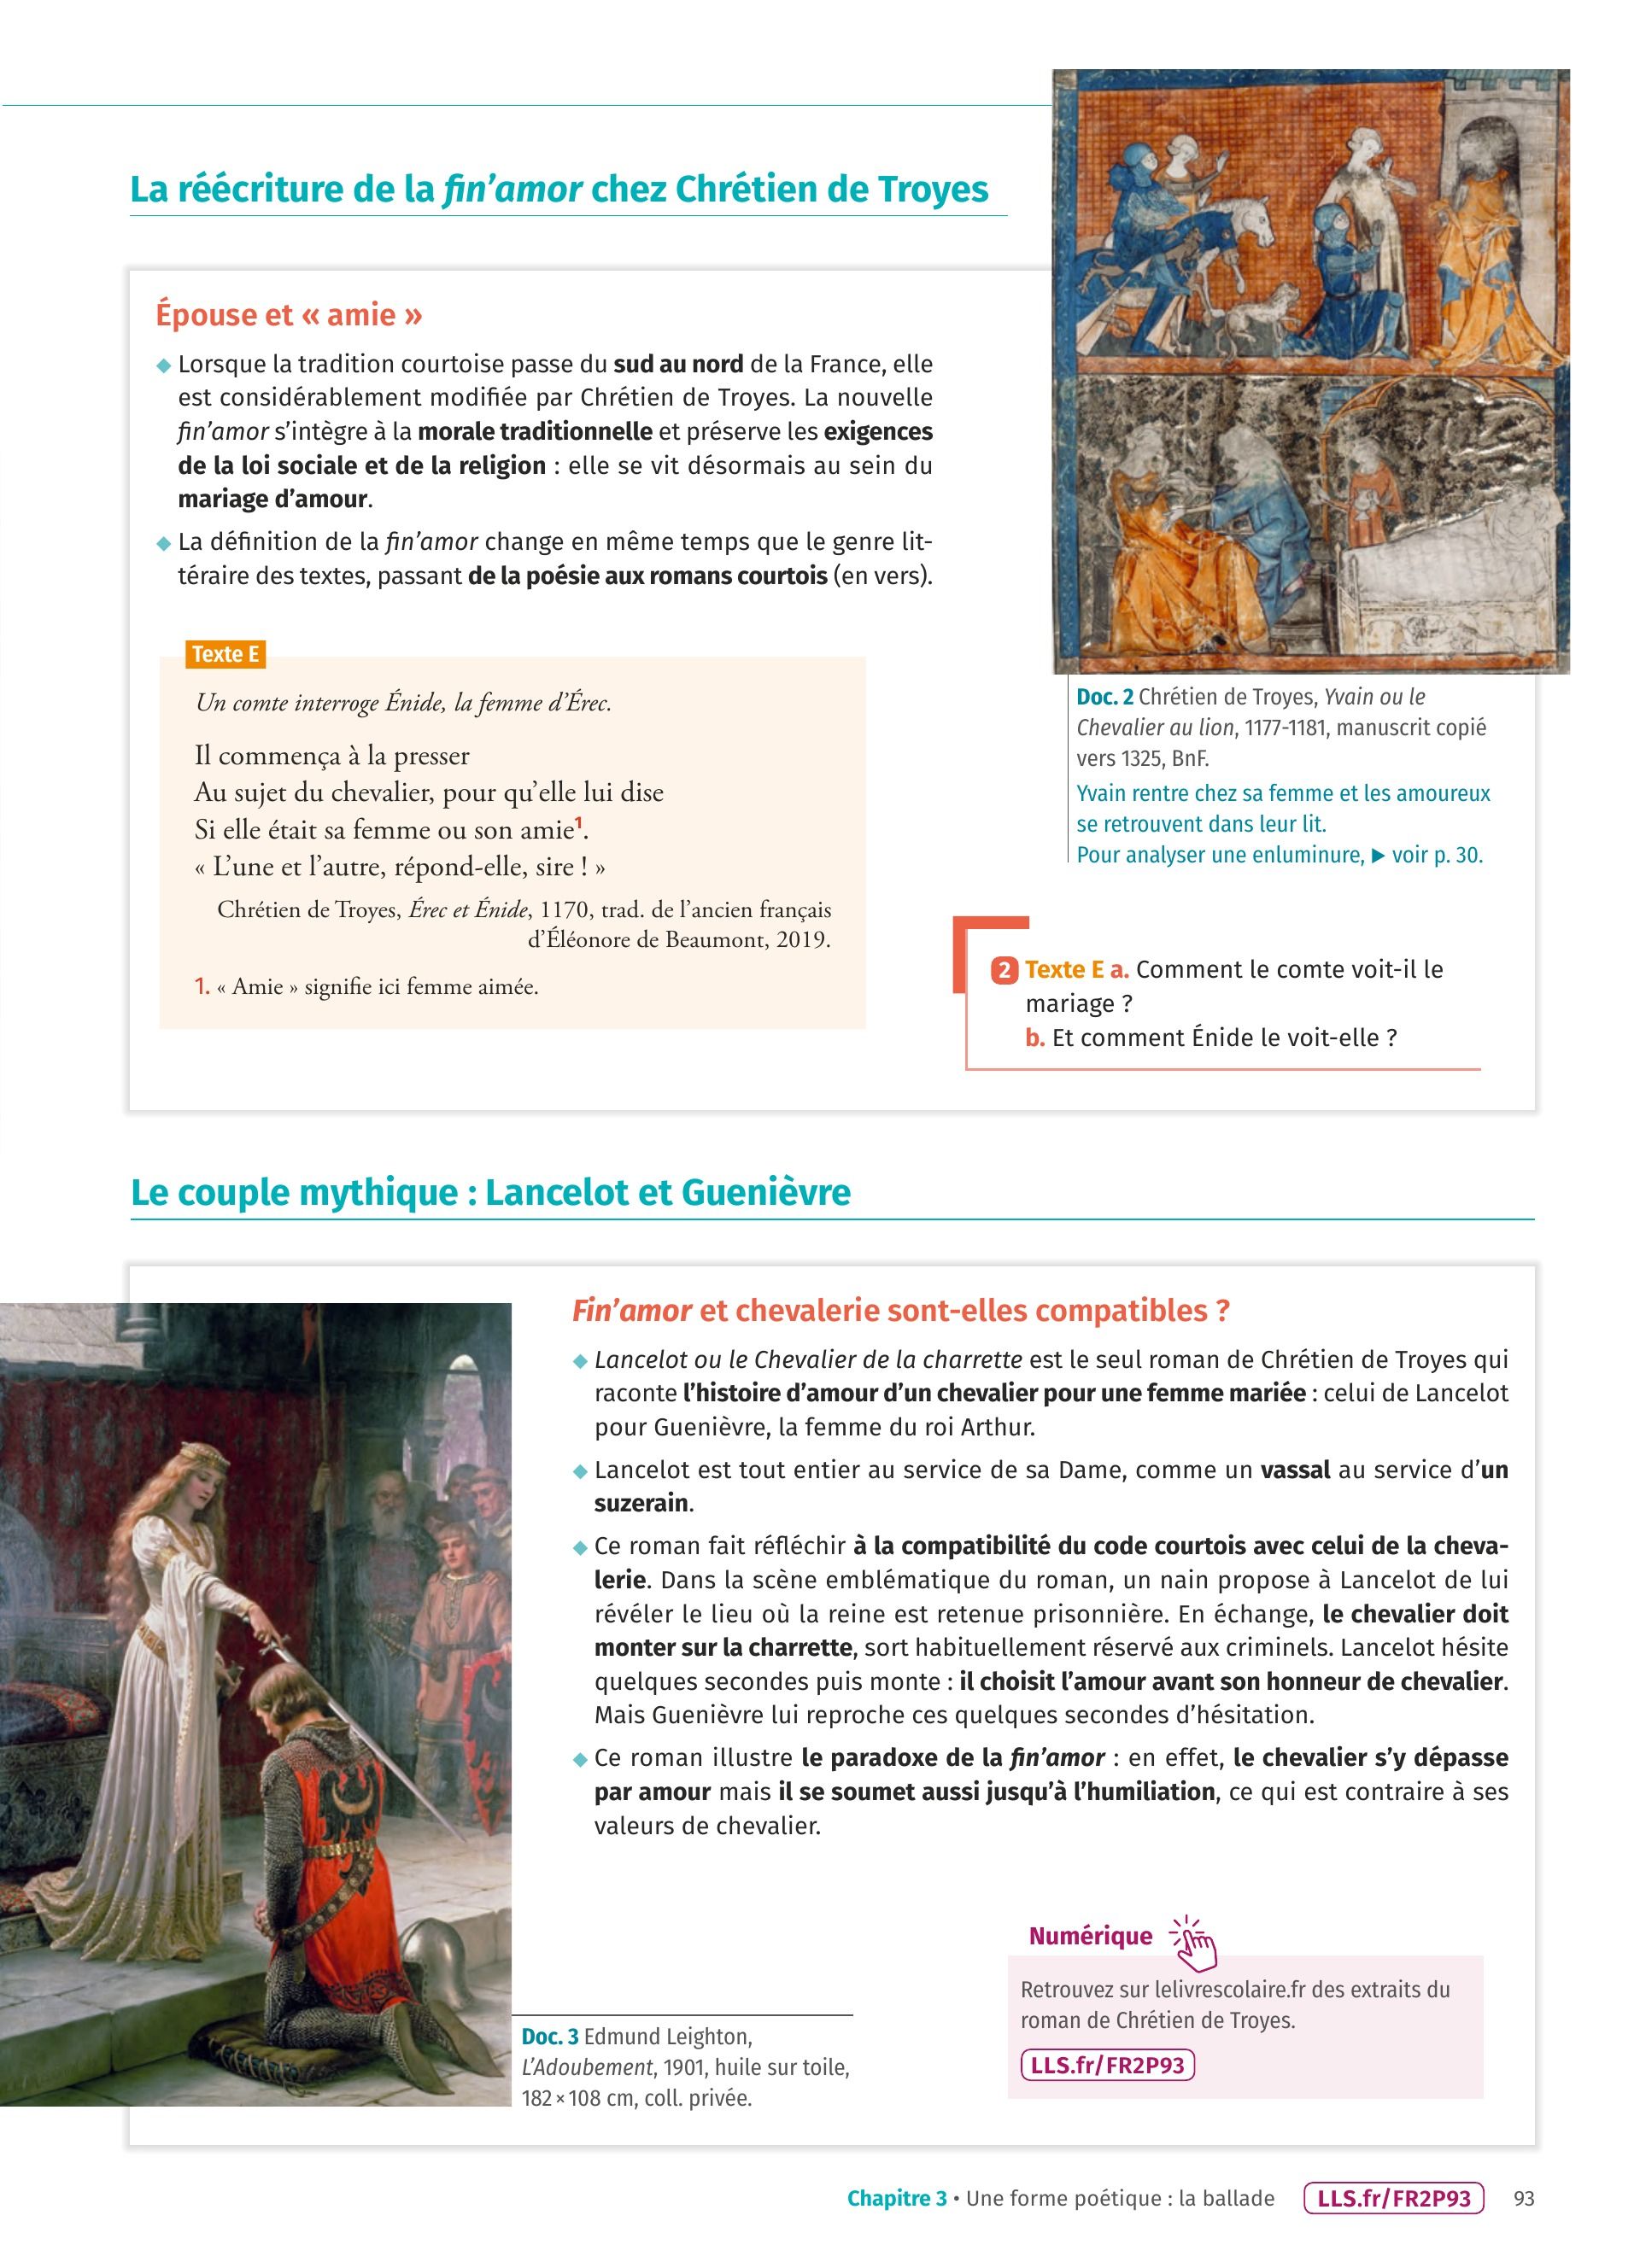 La réécriture de la fin’amor chez Chrétien de Troyes
Épouse et « amie »
◆ Lorsque la tradition courtoise passe du sud au nord de la France, elle
est considérablement modifiée par Chrétien de Troyes. La nouvelle
fin’amor s’intègre à la morale traditionnelle et préserve les exigences
de la loi sociale et de la religion : elle se vit désormais au sein du
mariage d’amour.
◆ La définition de la fin’amor change en même temps que le genre lit-
téraire des textes, passant de la poésie aux romans courtois (en vers).
Texte E
Un comte interroge Énide, la femme d’Érec.
Il commença à la presser
Au sujet du chevalier, pour qu’elle lui dise
Si elle était sa femme ou son amie1.
« L’une et l’autre, répond-elle, sire ! »
Chrétien de Troyes, Érec et Énide, 1170, trad. de l’ancien français
d’Éléonore de Beaumont, 2019.
1. « Amie » signifie ici femme aimée.
Doc. 2 Chrétien de Troyes, Yvain ou le
Chevalier au lion, 1177-1181, manuscrit copié
vers 1325, BnF.
Yvain rentre chez sa femme et les amoureux
se retrouvent dans leur lit.
Pour analyser une enluminure, ▶ voir p. 30.
2 Texte E a. Comment le comte voit-il le
mariage ?
b. Et comment Énide le voit-elle ?
Le couple mythique : Lancelot et Guenièvre
Fin’amor et chevalerie sont-elles compatibles ?
◆ Lancelot ou le Chevalier de la charrette est le seul roman de Chrétien de Troyes qui
raconte l’histoire d’amour d’un chevalier pour une femme mariée : celui de Lancelot
pour Guenièvre, la femme du roi Arthur.
◆ Lancelot est tout entier au service de sa Dame, comme un vassal au service d’un
suzerain.
◆ Ce roman fait réfléchir à la compatibilité du code courtois avec celui de la cheva-
lerie. Dans la scène emblématique du roman, un nain propose à Lancelot de lui
révéler le lieu où la reine est retenue prisonnière. En échange, le chevalier doit
monter sur la charrette, sort habituellement réservé aux criminels. Lancelot hésite
quelques secondes puis monte : il choisit l’amour avant son honneur de chevalier.
Mais Guenièvre lui reproche ces quelques secondes d’hésitation.
◆ Ce roman illustre le paradoxe de la fin’amor : en effet, le chevalier s’y dépasse
par amour mais il se soumet aussi jusqu’à l’humiliation, ce qui est contraire à ses
valeurs de chevalier.
Doc. 3 Edmund Leighton,
L’Adoubement, 1901, huile sur toile,
182 × 108 cm, coll. privée.
Numérique
Retrouvez sur lelivrescolaire.fr des extraits du
roman de Chrétien de Troyes.
LLS.fr/FR2P93
Chapitre 3 • Une forme poétique : la ballade LLS.fr/FR2P93 93